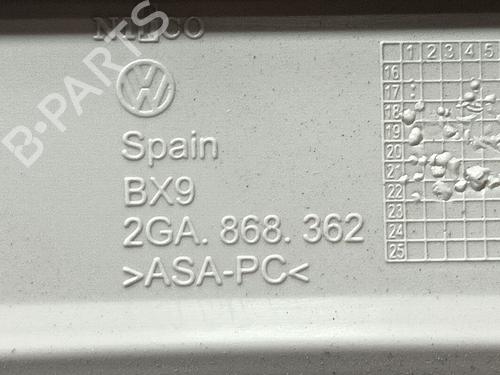 NILCO
B-PARTS
Spain
BX9
2GA. 868. 362
>ASA-PC<
1 2 3 4 5
16
17
18
19
20
21
22
23
24
25